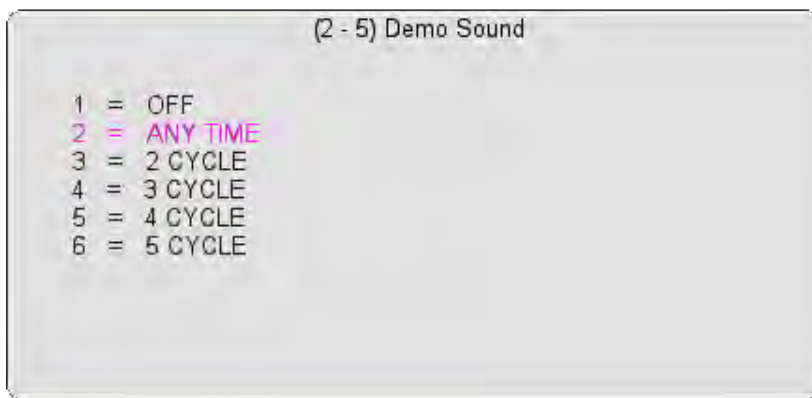 (2 - 5) Demo Sound
1 = OFF
2 = ANY TIME
3 = 2 CYCLE
4 = 3 CYCLE
5 = 4 CYCLE
6 = 5 CYCLE